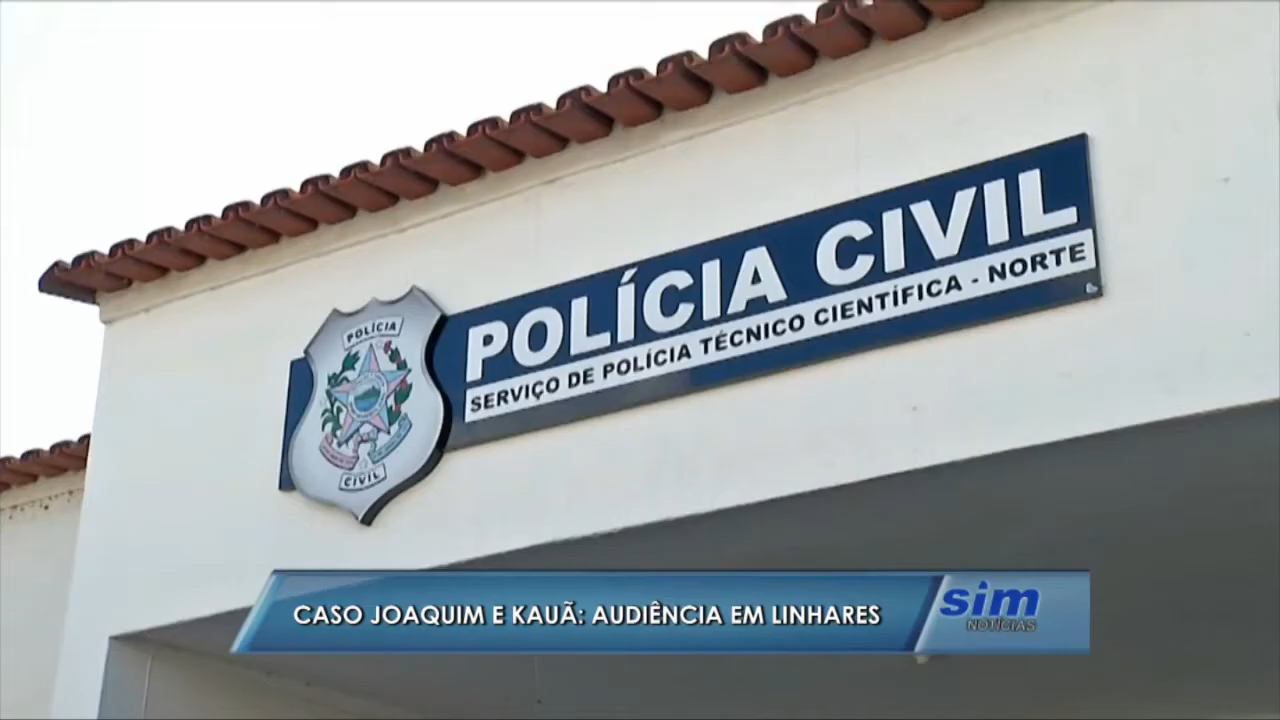 POLÍCIA CIVIL
SERVIÇO DE POLÍCIA TÉCNICO CIENTÍFICA - NORTE
POLÍCIA
CIVIL
CASO JOAQUIM E KAUÃ: AUDIÊNCIA EM LINHARES
sim
NOTÍCIAS